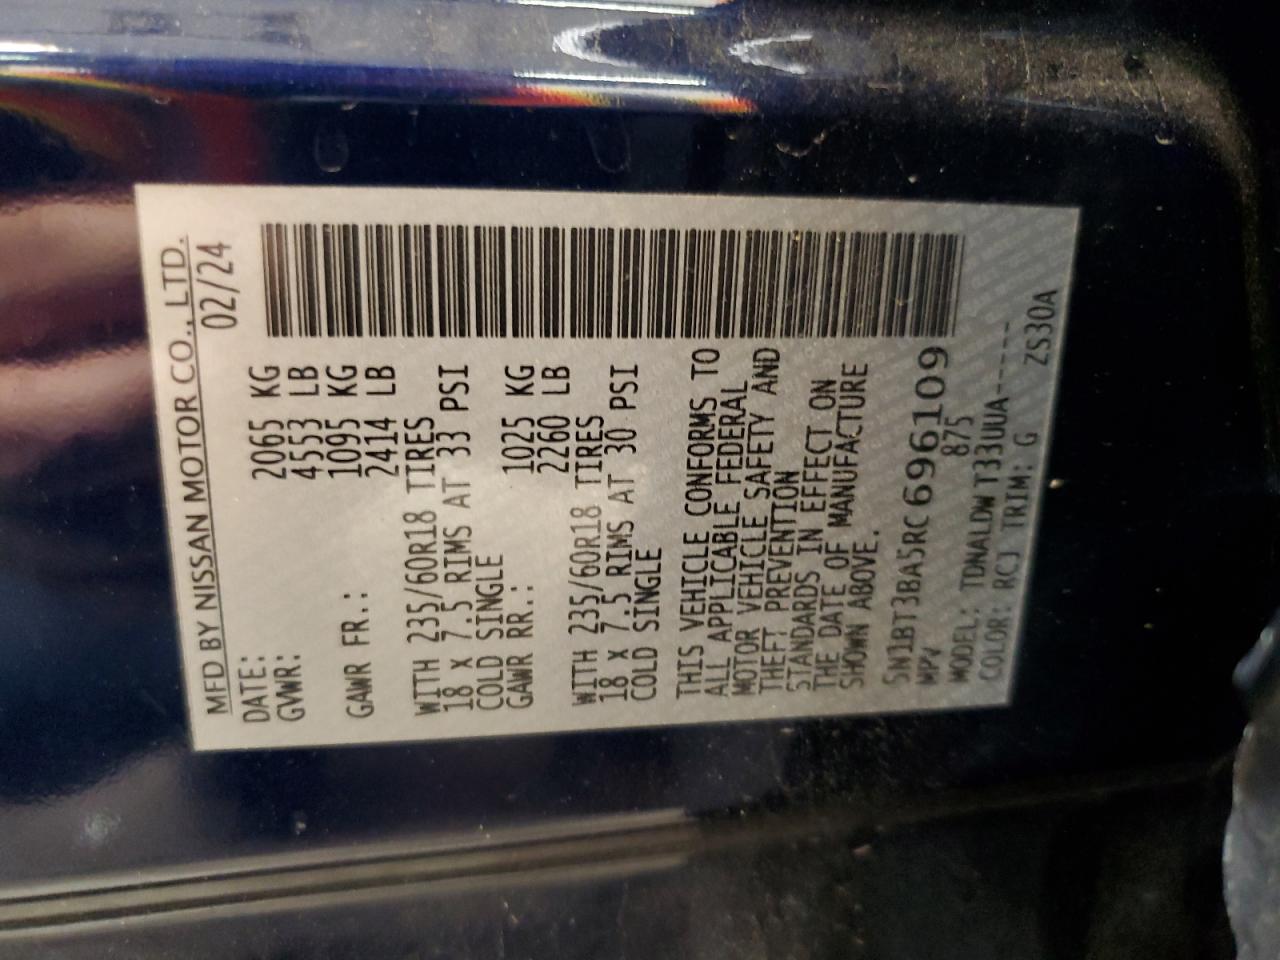 MFD BY NISSAN MOTOR CO., LTD.
DATE: 02/24
GVWR: 2065 KG
4553 LB
GAWR FR.: 1095 KG
2414 LB
WITH 235/60R18 TIRES
18 x 7.5 RIMS AT 33 PSI
COLD SINGLE
GAWR RR.: 1025 KG
2260 LB
WITH 235/60R18 TIRES
18 x 7.5 RIMS AT 30 PSI
COLD SINGLE
THIS VEHICLE CONFORMS TO
ALL APPLICABLE FEDERAL
MOTOR VEHICLE SAFETY AND
THEFT PREVENTION
STANDARDS IN EFFECT ON
THE DATE OF MANUFACTURE
SHOWN ABOVE.
5N1BT3BA5RC696109
MPV 875
MODEL: TDNALDWT33UUA-----
COLOR: RCJ TRIM: G ZS30A